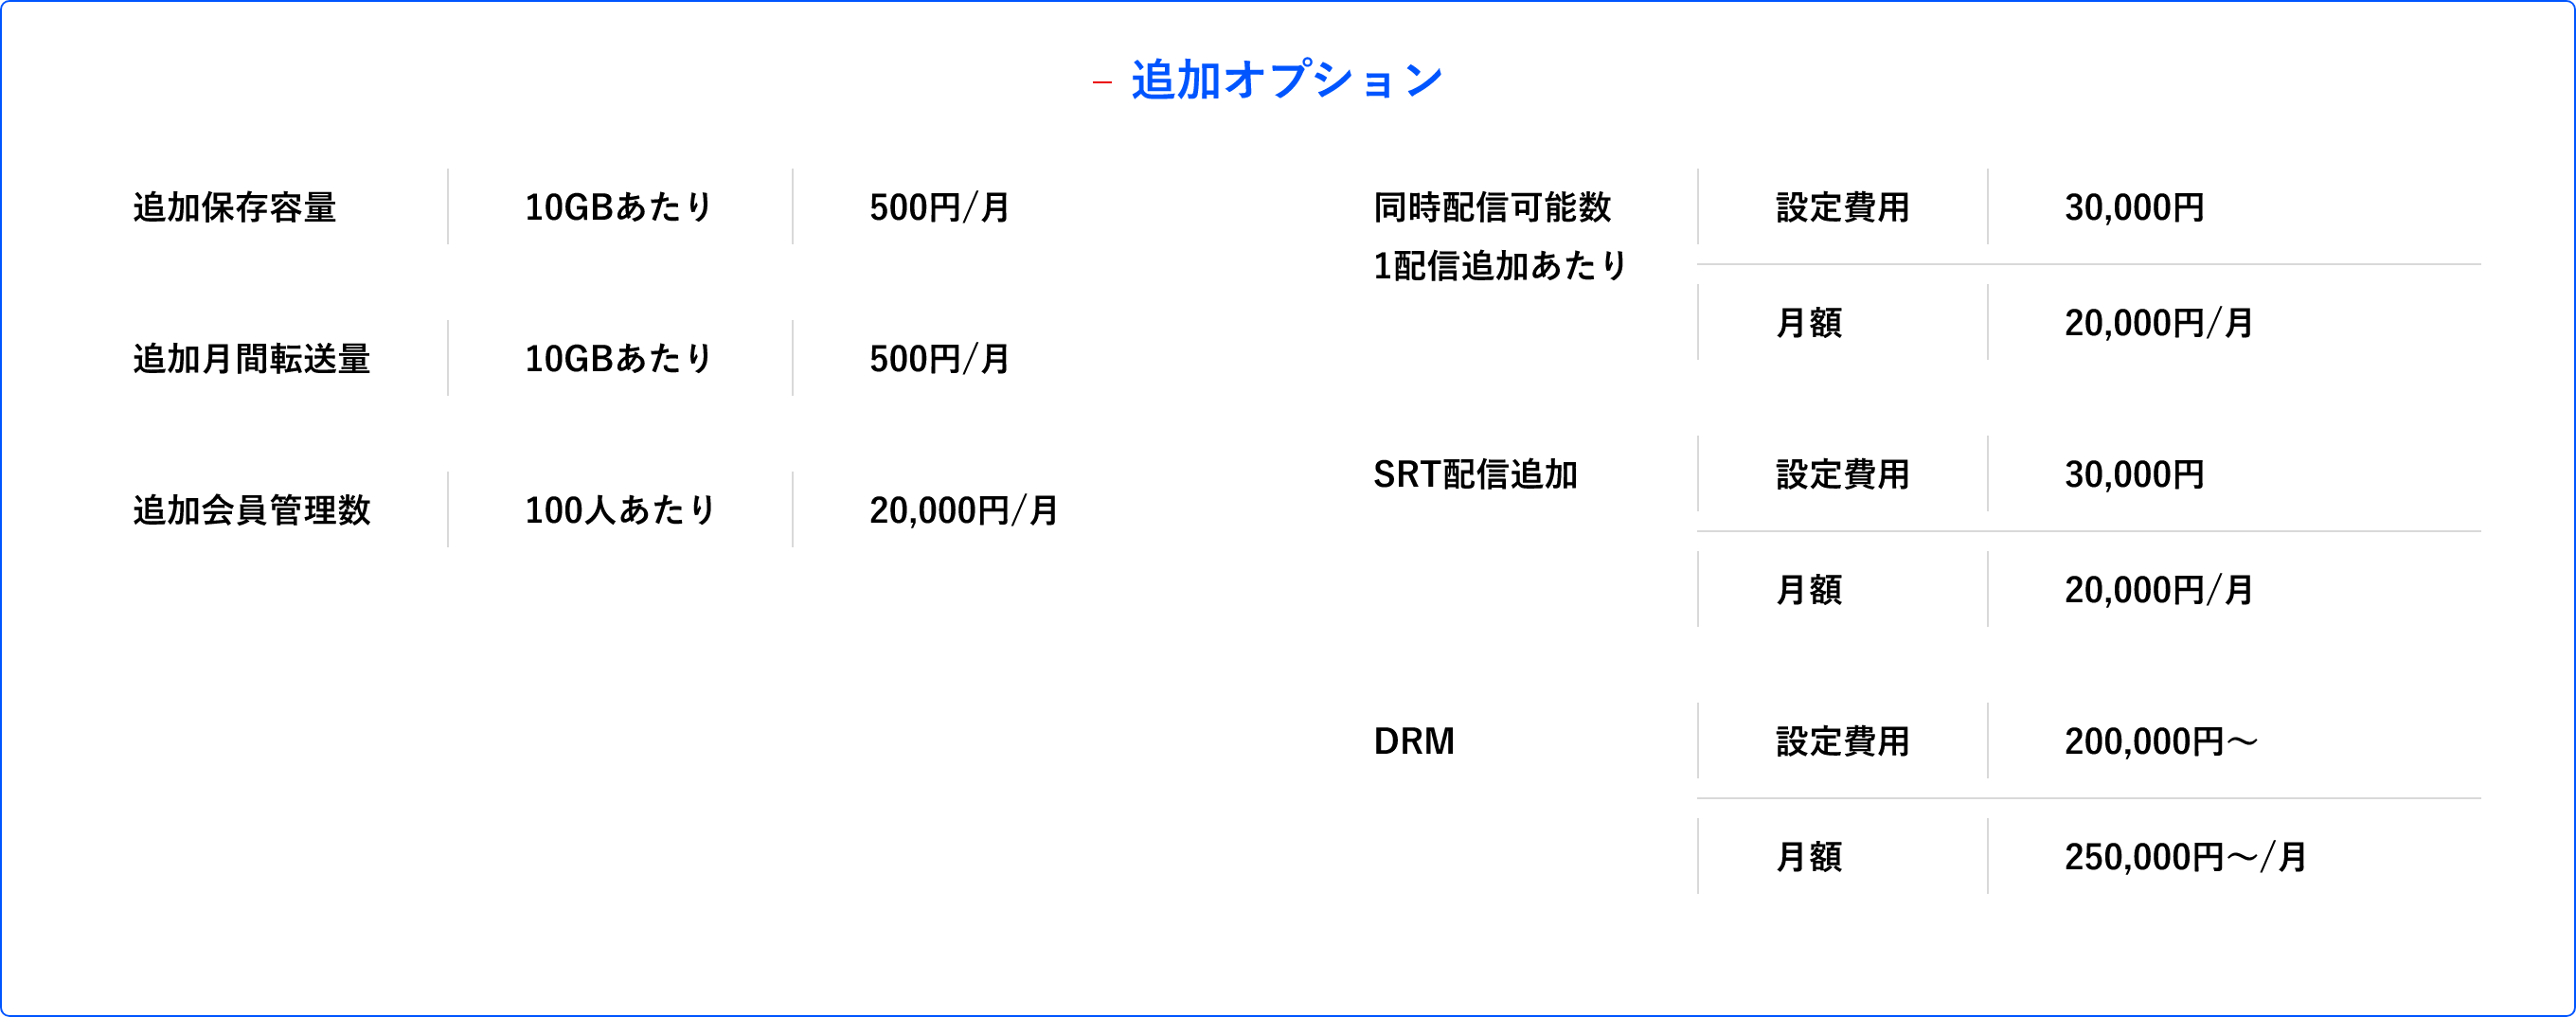 追加オプション
追加保存容量 10GBあたり 500円/月
追加月間転送量 10GBあたり 500円/月
追加会員管理数 100人あたり 20,000円/月
同時配信可能数 設定費用 30,000円
1配信追加あたり
月額 20,000円/月
SRT配信追加 設定費用 30,000円
月額 20,000円/月
DRM 設定費用 200,000円〜
月額 250,000円〜/月